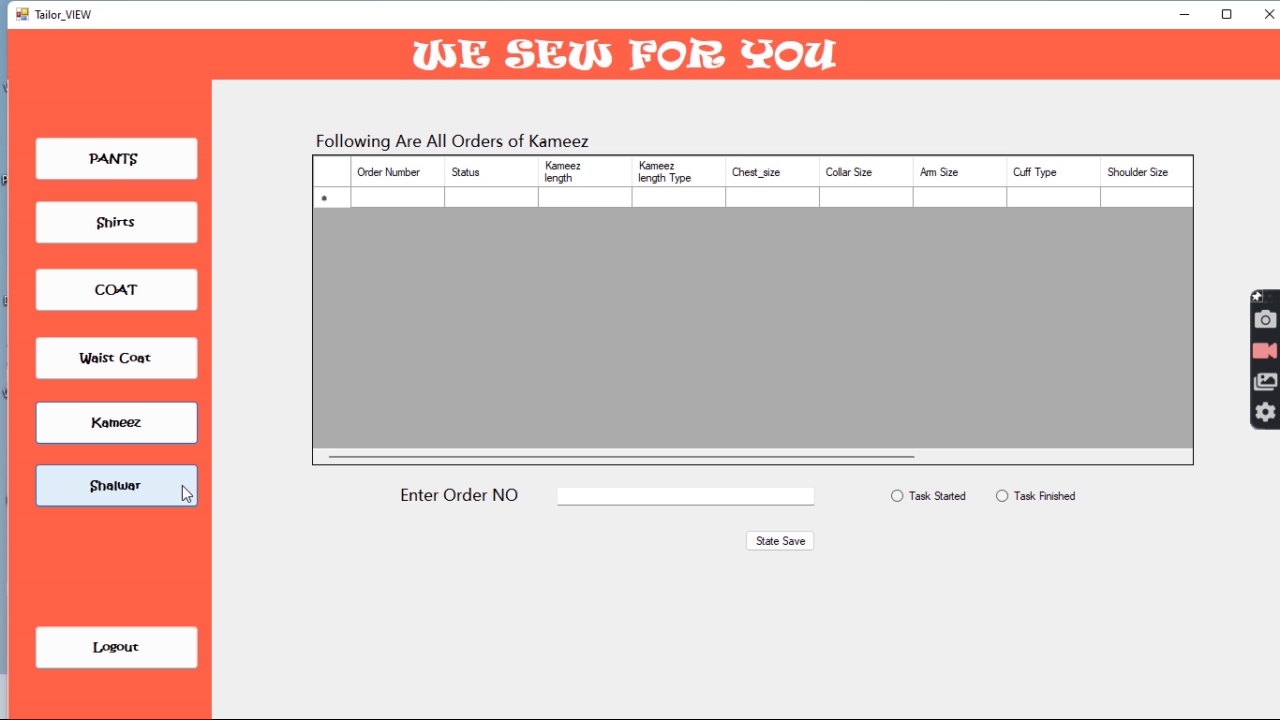 Tailor_VIEW
WE SEW FOR YOU
PANTS
Shirts
COAT
Waist Coat
Kameez
Shalwar
Logout
Following Are All Orders of Kameez
Order Number
Status
Kameez
length
Kameez
length Type
Chest_size
Collar Size
Arm Size
Cuff Type
Shoulder Size
Enter Order NO
Task Started
Task Finished
State Save